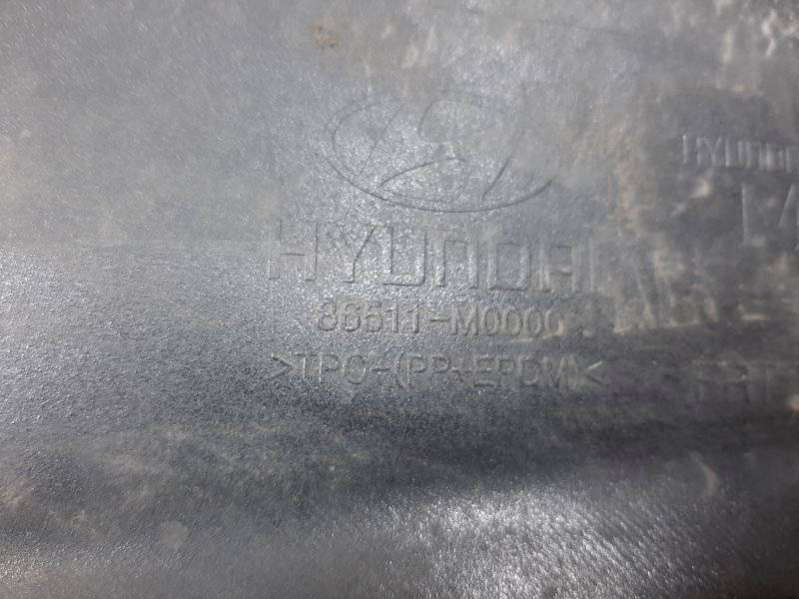 HYUNDAI
86511-M0000
>TPO-(PP+EPDM)<